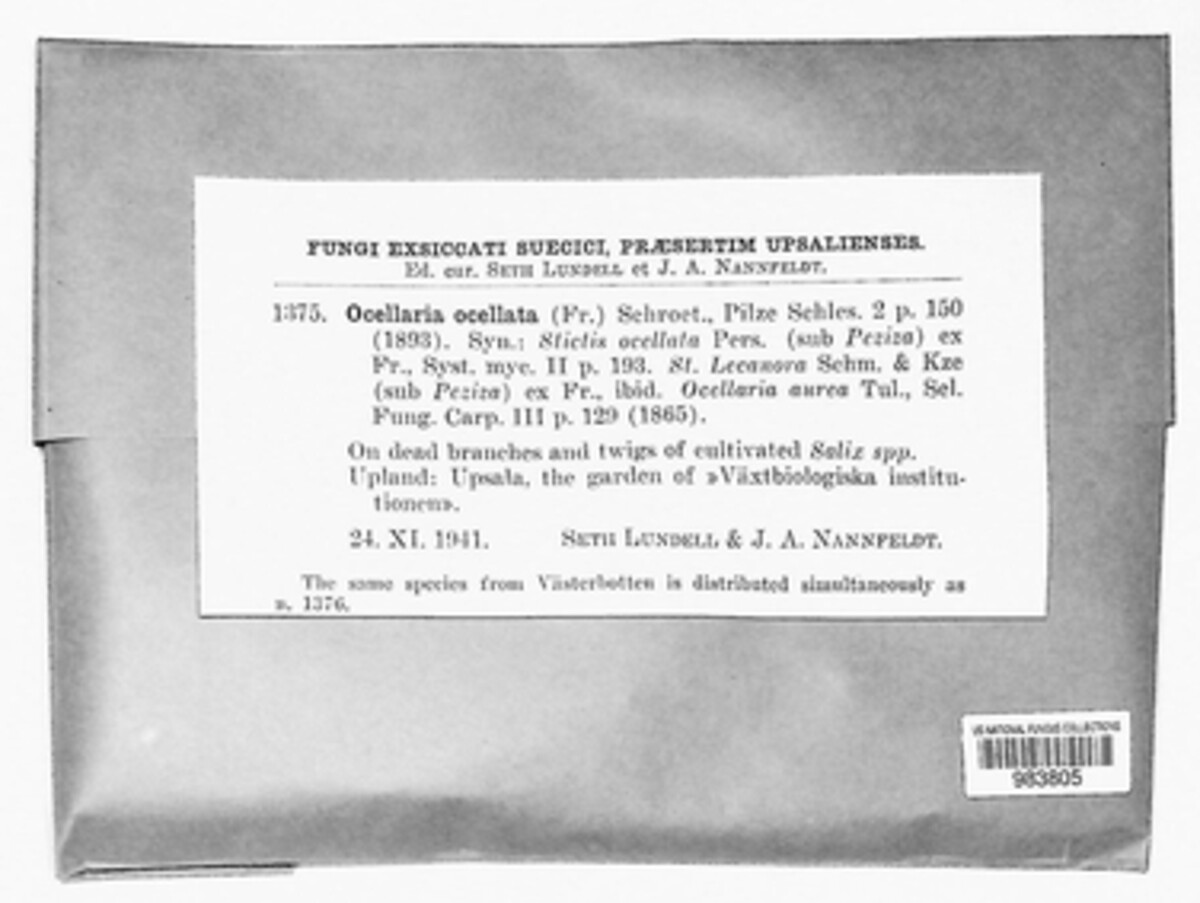 FUNGI EXSICCATI SUECICI, PRÆSERTIM UPSALIENSES.
Ed. cur. SETH LUNDELL et J. A. NANNFELDT.
1375. Ocellaria ocellata (Fr.) Schroet., Pilze Schles. 2 p. 150
(1893). Syn.: Stictis ocellata Pers. (sub Peziza) ex
Fr., Syst. myc. II p. 193. St. Lecanora Schm. & Kze
(sub Peziza) ex Fr., ibid. Ocellaria aurea Tul., Sel.
Fung. Carp. III p. 129 (1865).
On dead branches and twigs of cultivated Salix spp.
Upland: Upsala, the garden of »Växtbiologiska institu-
tionen».
24. XI. 1941. SETH LUNDELL & J. A. NANNFELDT.
The same species from Västerbotten is distributed simultaneously as
n. 1376.
US NATIONAL FUNGUS COLLECTIONS
983805